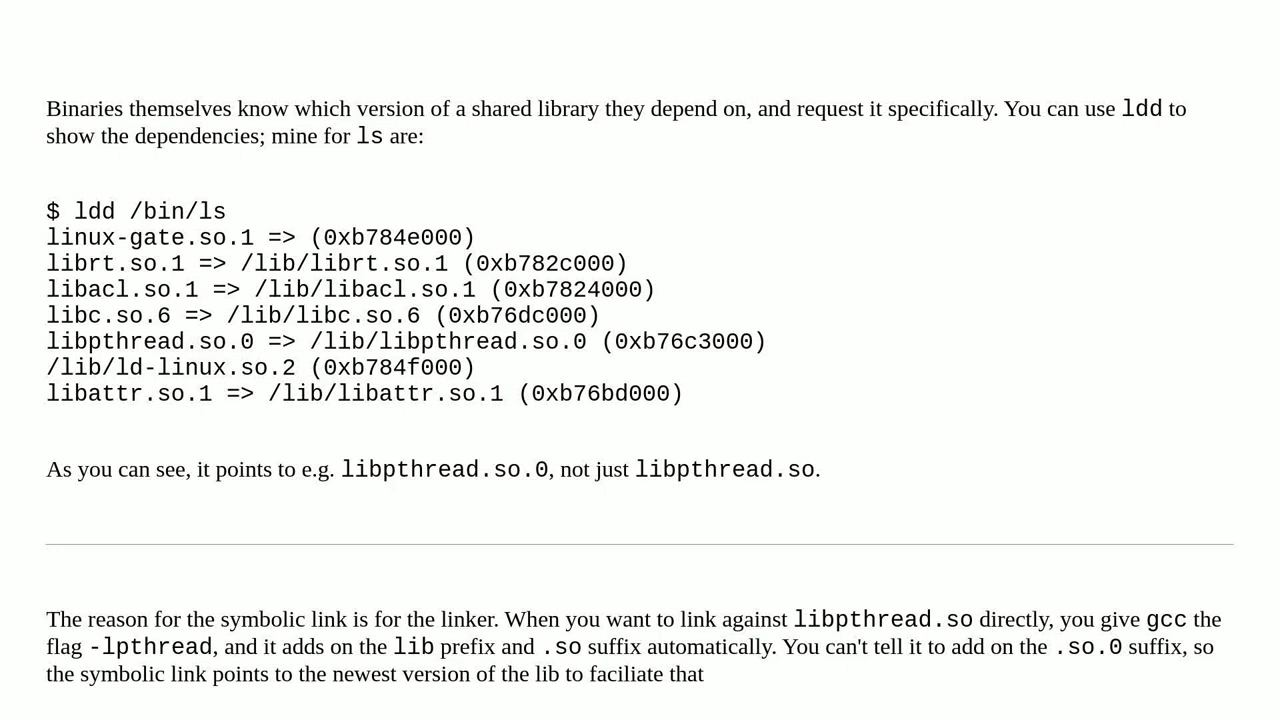 Binaries themselves know which version of a shared library they depend on, and request it specifically. You can use ldd to
show the dependencies; mine for ls are:
$ ldd /bin/ls
linux-gate.so.1 => (0xb784e000)
librt.so.1 => /lib/librt.so.1 (0xb782c000)
libacl.so.1 => /lib/libacl.so.1 (0xb7824000)
libc.so.6 => /lib/libc.so.6 (0xb76dc000)
libpthread.so.0 => /lib/libpthread.so.0 (0xb76c3000)
/lib/ld-linux.so.2 (0xb784f000)
libattr.so.1 => /lib/libattr.so.1 (0xb76bd000)
As you can see, it points to e.g. libpthread.so.0, not just libpthread.so.
The reason for the symbolic link is for the linker. When you want to link against libpthread.so directly, you give gcc the
flag -lpthread, and it adds on the lib prefix and .so suffix automatically. You can't tell it to add on the .so.0 suffix, so
the symbolic link points to the newest version of the lib to faciliate that